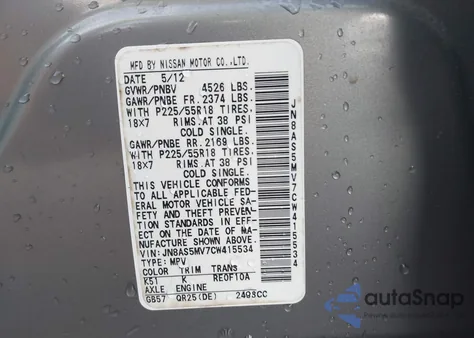 MFD BY NISSAN MOTOR CO.,LTD.
DATE 5/12
GVWR/PNBV 4526 LBS.
GAWR/PNBE FR. 2374 LBS.
WITH P225/55R18 TIRES.
18X7 RIMS.AT 38 PSI
COLD SINGLE.
GAWR/PNBE RR. 2169 LBS.
WITH P225/55R18 TIRES.
18X7 RIMS.AT 38 PSI
COLD SINGLE.
THIS VEHICLE CONFORMS
TO ALL APPLICABLE FED-
ERAL MOTOR VEHICLE SA-
FETY AND THEFT PREVEN-
TION STANDARDS IN EFF-
ECT ON THE DATE OF MA-
NUFACTURE SHOWN ABOVE.
VIN:JN8AS5MV7CW415534
TYPE:MPV
COLOR TRIM TRANS
K51 K RE0F10A
AXLE ENGINE
GB57 QR25(DE) 2493CC
JN8AS5MV7CW415534
autoSnap